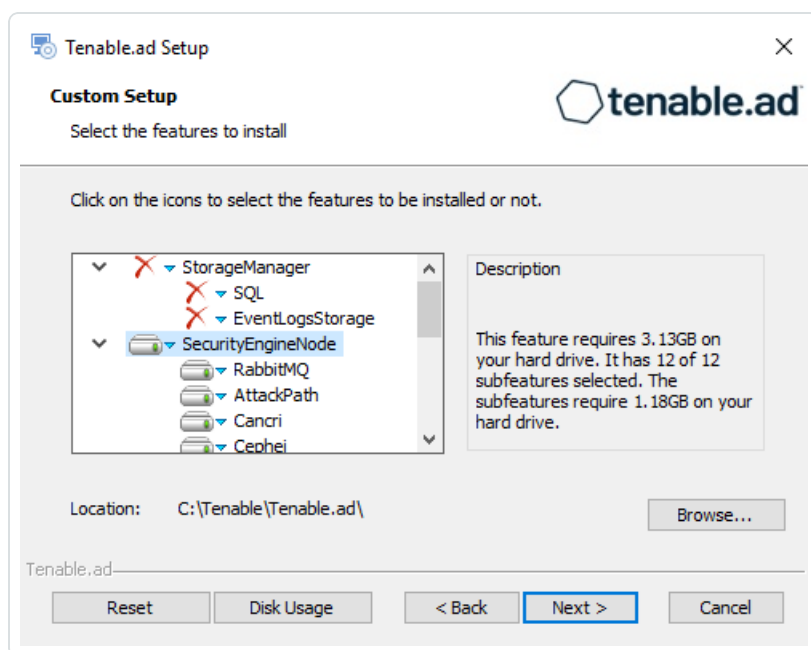 Tenable.ad Setup
Custom Setup
tenable.ad
Select the features to install
Click on the icons to select the features to be installed or not.
StorageManager
SQL
EventLogsStorage
SecurityEngineNode
RabbitMQ
AttackPath
Cancri
Cephei
Description
This feature requires 3.13GB on
your hard drive. It has 12 of 12
subfeatures selected. The
subfeatures require 1.18GB on your
hard drive.
Location: C:\Tenable\Tenable.ad\
Browse...
Tenable.ad
Reset Disk Usage < Back Next > Cancel